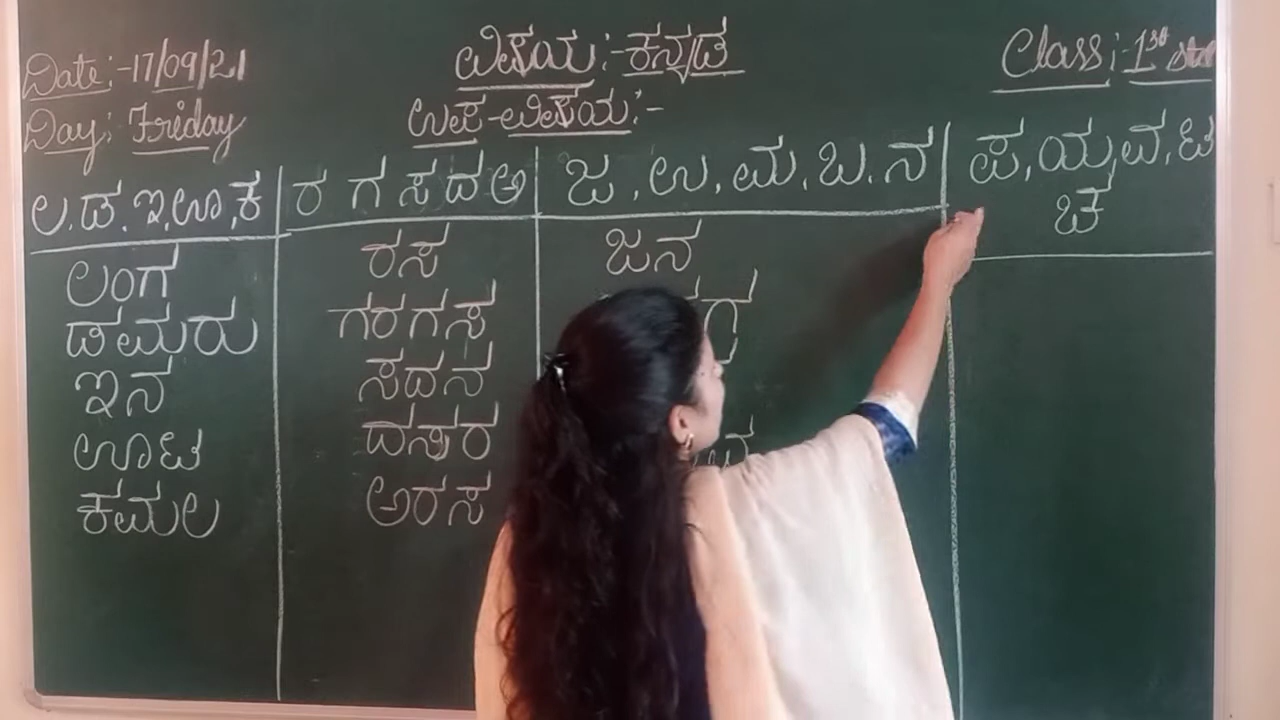 Date:-17/09/21
Day: Friday
ವಿಷಯ:-ಕನ್ನಡ
ಉಪ-ವಿಷಯ:-
Class:-1st
ಲ.ಡ.ಇ,ಊ,ಕ
ಲಂಗ
ಡಮರು
ಇನ
ಊಟ
ಕಮಲ
ರ ಗ ಸ ದ ಅ
ರಸ
ಗರಗಸ
ಸದನ
ದಸರ
ಅರಸ
ಜ,ಉ,ಮ,ಬ,ನ
ಜನ
ಪ,ಯ,ವ,ಟ
ಚ